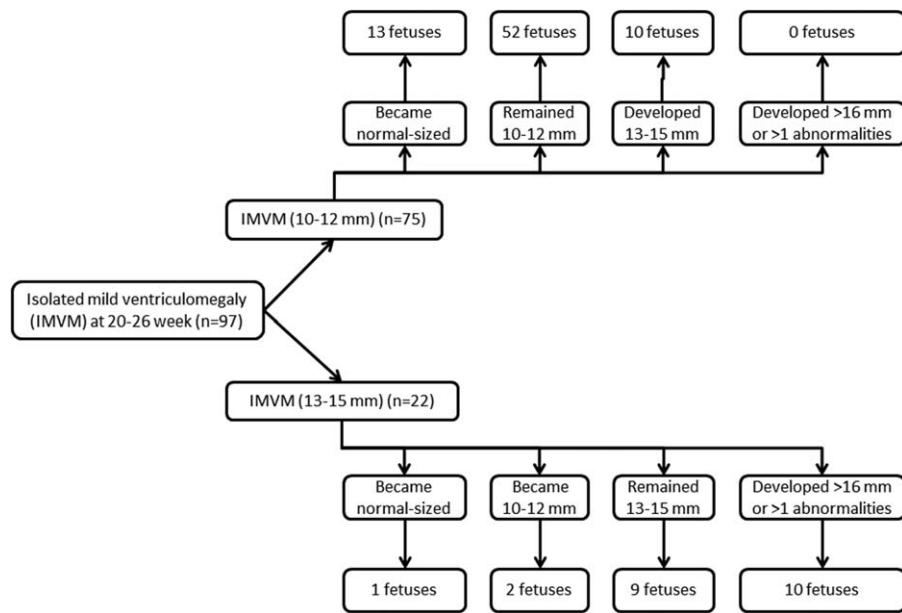 13 fetuses
52 fetuses
10 fetuses
0 fetuses
Became
normal-sized
Remained
10-12 mm
Developed
13-15 mm
Developed >16 mm
or >1 abnormalities
IMVM (10-12 mm) (n=75)
Isolated mild ventriculomegaly
(IMVM) at 20-26 week (n=97)
IMVM (13-15 mm) (n=22)
Became
normal-sized
Became
10-12 mm
Remained
13-15 mm
Developed >16 mm
or >1 abnormalities
1 fetuses
2 fetuses
9 fetuses
10 fetuses